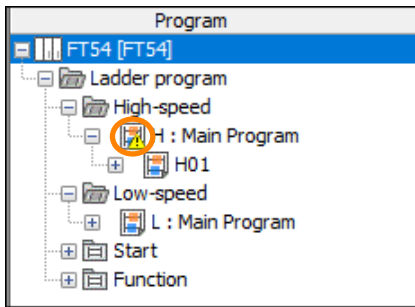 Program
FT54 [FT54]
Ladder program
High-speed
H : Main Program
H01
Low-speed
L : Main Program
Start
Function